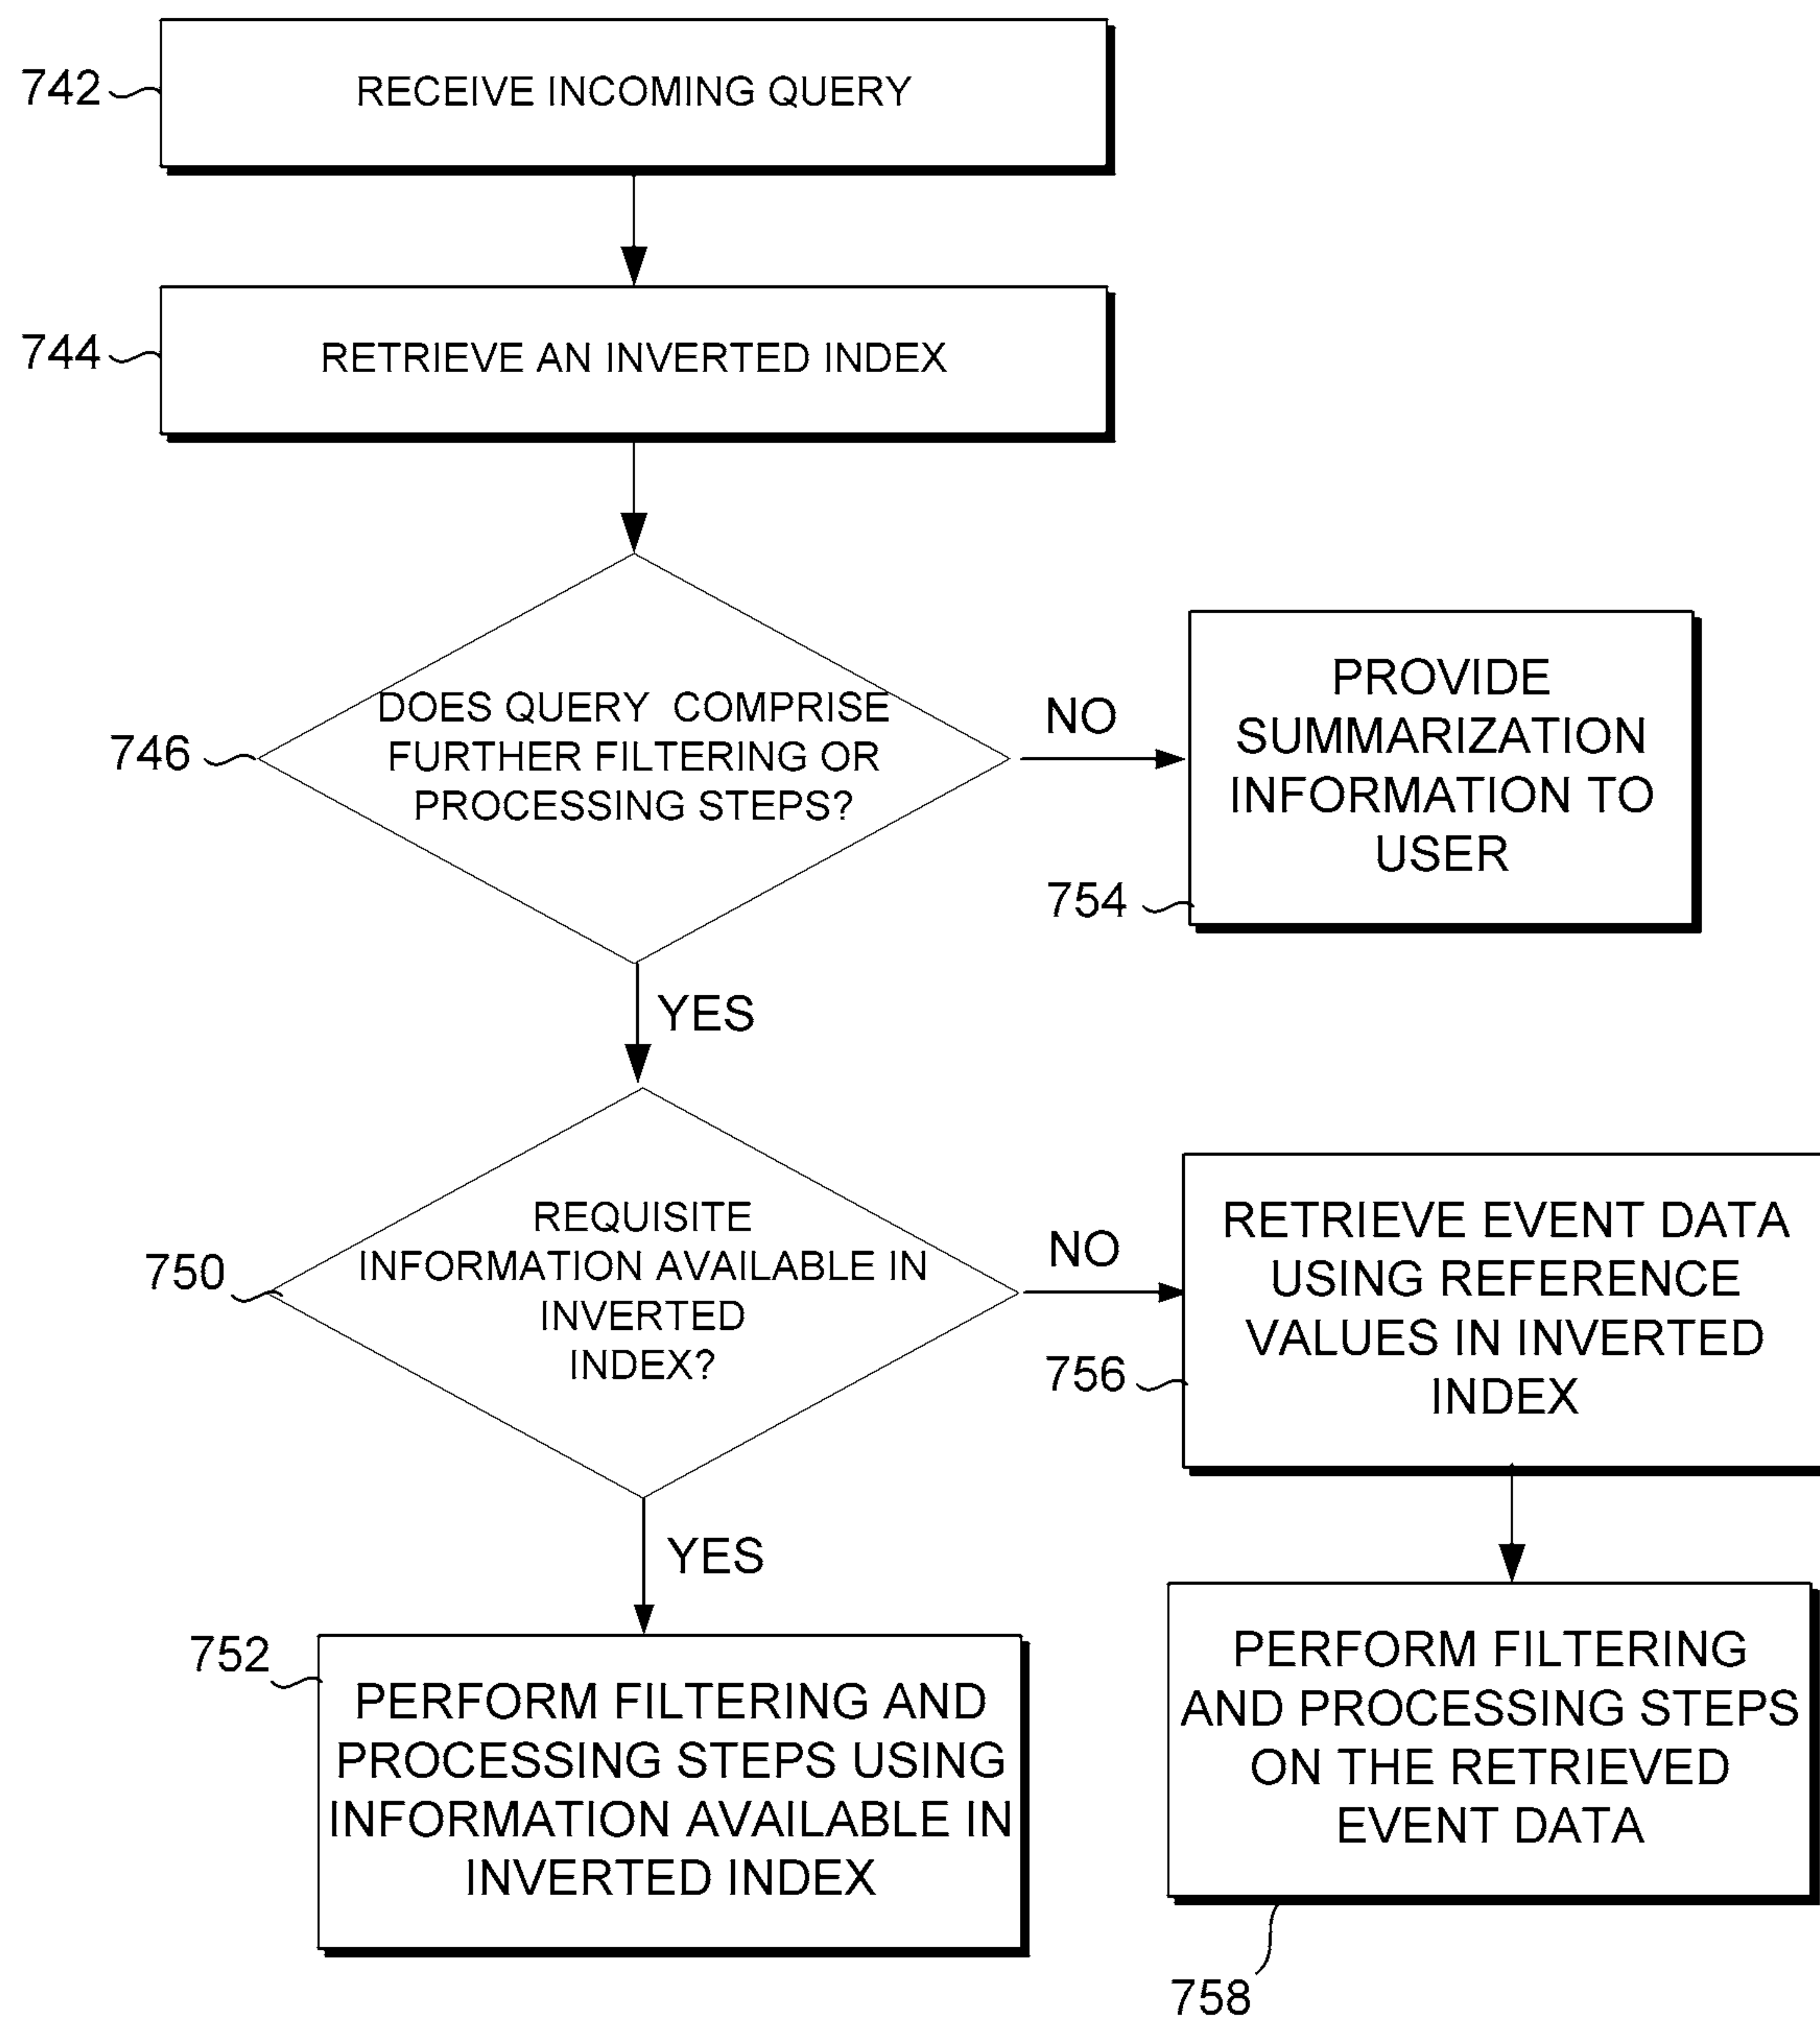 742
RECEIVE INCOMING QUERY
744
RETRIEVE AN INVERTED INDEX
746
DOES QUERY COMPRISE
FURTHER FILTERING OR
PROCESSING STEPS?
NO
PROVIDE
SUMMARIZATION
INFORMATION TO
USER
754
YES
750
REQUISITE
INFORMATION AVAILABLE IN
INVERTED
INDEX?
NO
RETRIEVE EVENT DATA
USING REFERENCE
VALUES IN INVERTED
INDEX
756
YES
752
PERFORM FILTERING AND
PROCESSING STEPS USING
INFORMATION AVAILABLE IN
INVERTED INDEX
PERFORM FILTERING
AND PROCESSING STEPS
ON THE RETRIEVED
EVENT DATA
758